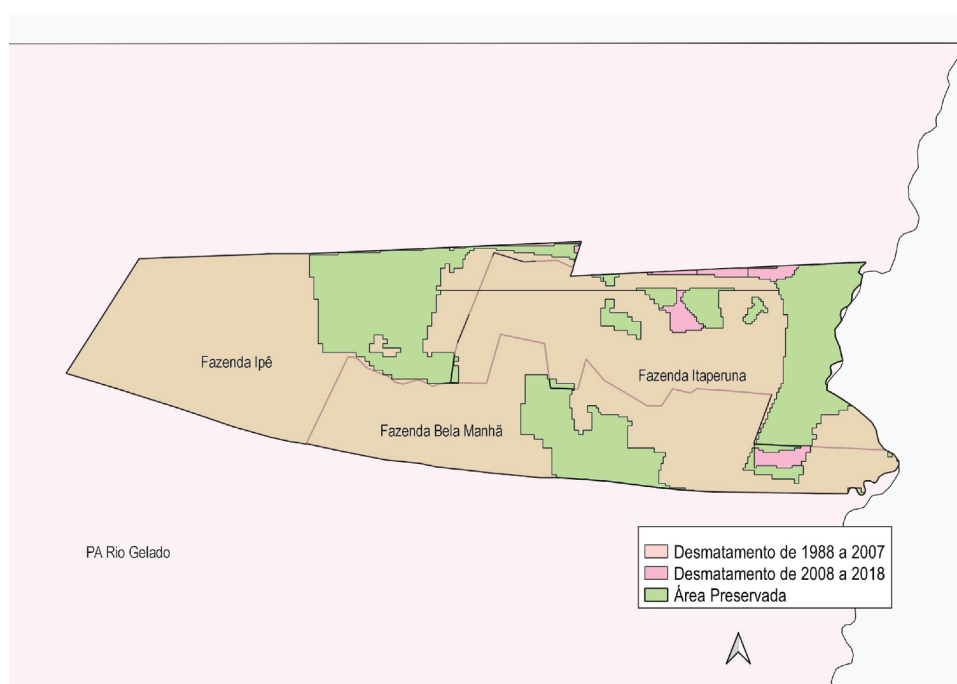 Fazenda Ipê
Fazenda Itaperuna
Fazenda Bela Manhã
PA Rio Gelado
Desmatamento de 1988 a 2007
Desmatamento de 2008 a 2018
Área Preservada